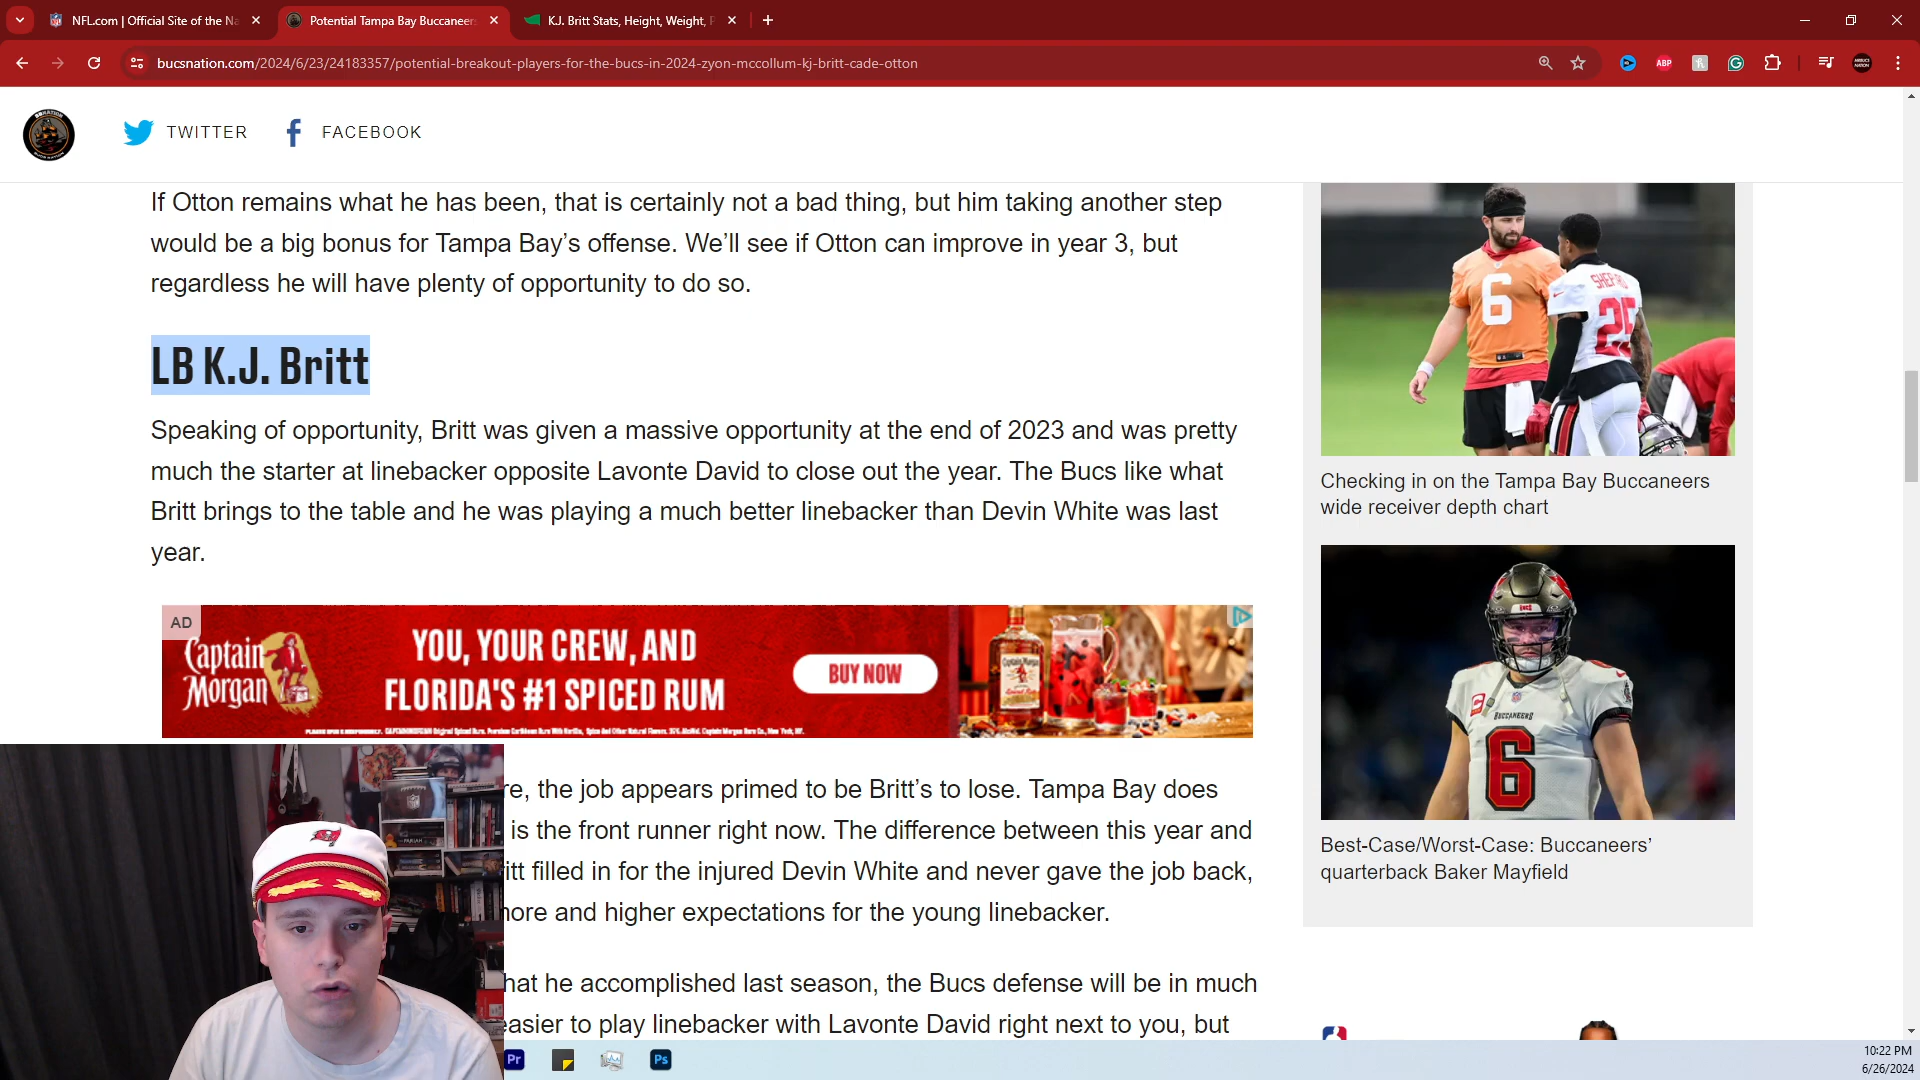 NFL.com | Official Site of the Na
Potential Tampa Bay Buccaneers
K.J. Britt Stats, Height, Weight, P
bucsnation.com/2024/6/23/24183357/potential-breakout-players-for-the-bucs-in-2024-zyon-mccollum-kj-britt-cade-otton
ABP
TWITTER
FACEBOOK
If Otton remains what he has been, that is certainly not a bad thing, but him taking another step
would be a big bonus for Tampa Bay’s offense. We’ll see if Otton can improve in year 3, but
regardless he will have plenty of opportunity to do so.
LB K.J. Britt
Speaking of opportunity, Britt was given a massive opportunity at the end of 2023 and was pretty
much the starter at linebacker opposite Lavonte David to close out the year. The Bucs like what
Britt brings to the table and he was playing a much better linebacker than Devin White was last
year.
AD
Captain
Morgan
YOU, YOUR CREW, AND
FLORIDA'S #1 SPICED RUM
BUY NOW
re, the job appears primed to be Britt’s to lose. Tampa Bay does
is the front runner right now. The difference between this year and
itt filled in for the injured Devin White and never gave the job back,
more and higher expectations for the young linebacker.
hat he accomplished last season, the Bucs defense will be in much
easier to play linebacker with Lavonte David right next to you, but
6
25
Checking in on the Tampa Bay Buccaneers
wide receiver depth chart
BUCCANEERS
6
Best-Case/Worst-Case: Buccaneers’
quarterback Baker Mayfield
Pr
Ps
10:22 PM
6/26/2024